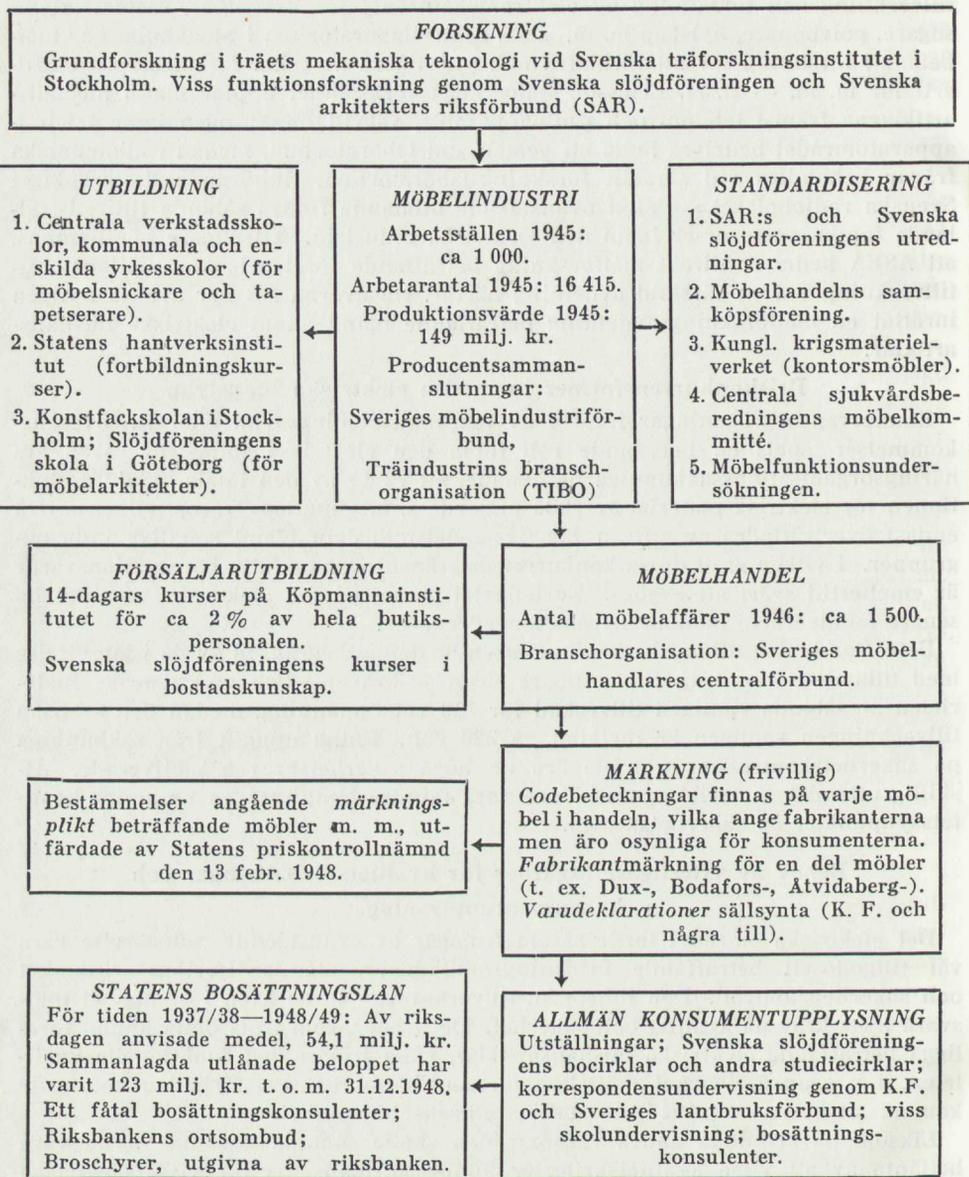 FORSKNING
Grundforskning i träets mekaniska teknologi vid Svenska träforskningsinstitutet i
Stockholm. Viss funktionsforskning genom Svenska slöjdföreningen och Svenska
arkitekters riksförbund (SAR).
UTBILDNING
1. Centrala verkstadssko-
lor, kommunala och en-
skilda yrkesskolor (för
möbelsnickare och ta-
petserare).
2. Statens hantverksinsti-
tut (fortbildningskur-
ser).
3. Konstfackskolan i Stock-
holm; Slöjdföreningens
skola i Göteborg (för
möbelarkitekter).
MÖBELINDUSTRI
Arbetsställen 1945:
ca 1 000.
Arbetarantal 1945: 16 415.
Produktionsvärde 1945:
149 milj. kr.
Producentsamman-
slutningar:
Sveriges möbelindustriför-
bund,
Träindustrins bransch-
organisation (TIBO)
STANDARDISERING
1. SAR:s och Svenska
slöjdföreningens utred-
ningar.
2. Möbelhandelns sam-
köpsförening.
3. Kungl. krigsmateriel-
verket (kontorsmöbler).
4. Centrala sjukvårdsbe-
redningens möbelkom-
mitté.
5. Möbelfunktionsunder-
sökningen.
FÖRSÄLJARUTBILDNING
14-dagars kurser på Köpmannainsti-
tutet för ca 2 % av hela butiks-
personalen.
Svenska slöjdföreningens kurser i
bostadskunskap.
MÖBELHANDEL
Antal möbelaffärer 1946: ca 1 500.
Branschorganisation: Sveriges möbel-
handlares centralförbund.
Bestämmelser angående märknings-
plikt beträffande möbler m. m., ut-
färdade av Statens priskontrollnämnd
den 13 febr. 1948.
MÄRKNING (frivillig)
Codebeteckningar finnas på varje mö-
bel i handeln, vilka ange fabrikanterna
men äro osynliga för konsumenterna.
Fabrikantmärkning för en del möbler
(t. ex. Dux-, Bodafors-, Åtvidaberg-).
Varudeklarationer sällsynta (K. F. och
några till).
STATENS BOSÄTTNINGSLÅN
För tiden 1937/38—1948/49: Av riks-
dagen anvisade medel, 54,1 milj. kr.
Sammanlagda utlånade beloppet har
varit 123 milj. kr. t. o. m. 31.12.1948.
Ett fåtal bosättningskonsulenter;
Riksbankens ortsombud;
Broschyrer, utgivna av riksbanken.
ALLMÄN KONSUMENTUPPLYSNING
Utställningar; Svenska slöjdförening-
ens bocirklar och andra studiecirklar;
korrespondensundervisning genom K.F.
och Sveriges lantbruksförbund; viss
skolundervisning; bosättnings-
konsulenter.